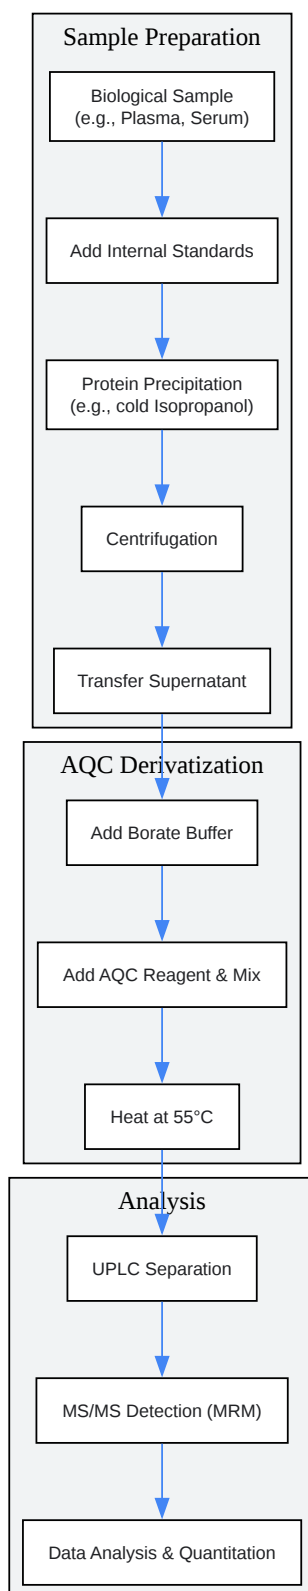 Sample Preparation
Biological Sample
(e.g., Plasma, Serum)
Add Internal Standards
Protein Precipitation
(e.g., cold Isopropanol)
Centrifugation
Transfer Supernatant
AQC Derivatization
Add Borate Buffer
Add AQC Reagent & Mix
Heat at 55°C
Analysis
UPLC Separation
MS/MS Detection (MRM)
Data Analysis & Quantitation